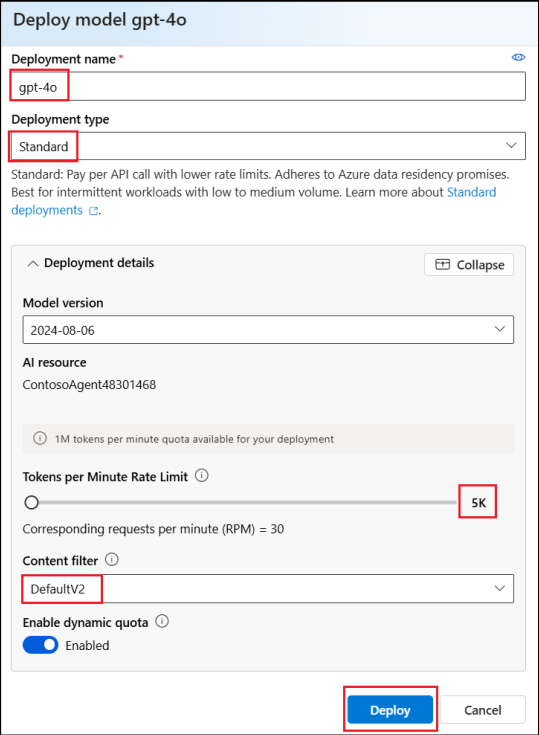 Deploy model gpt-4o
Deployment name *
gpt-4o
Deployment type
Standard
Standard: Pay per API call with lower rate limits. Adheres to Azure data residency promises.
Best for intermittent workloads with low to medium volume. Learn more about Standard
deployments.
Deployment details
Collapse
Model version
2024-08-06
AI resource
ContosoAgent48301468
1M tokens per minute quota available for your deployment
Tokens per Minute Rate Limit
5K
Corresponding requests per minute (RPM) = 30
Content filter
DefaultV2
Enable dynamic quota
Enabled
Deploy
Cancel